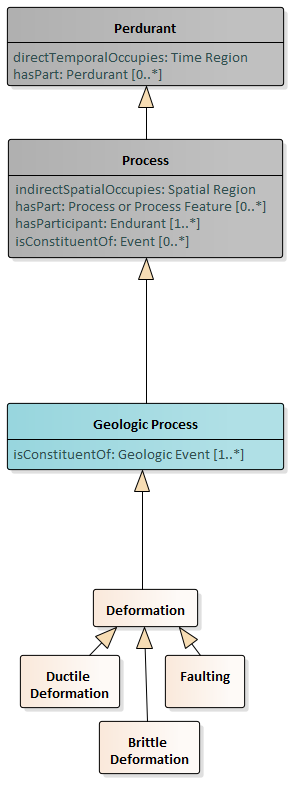 Perdurant
directTemporalOccupies: Time Region
hasPart: Perdurant [0..*]
Process
indirectSpatialOccupies: Spatial Region
hasPart: Process or Process Feature [0..*]
hasParticipant: Endurant [1..*]
isConstituentOf: Event [0..*]
Geologic Process
isConstituentOf: Geologic Event [1..*]
Deformation
Ductile
Deformation
Faulting
Brittle
Deformation